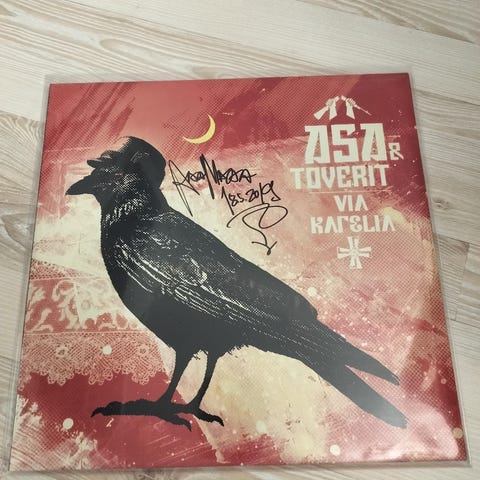 ASA &
TOVERIT
VIA
KARELIA
18.5.2019